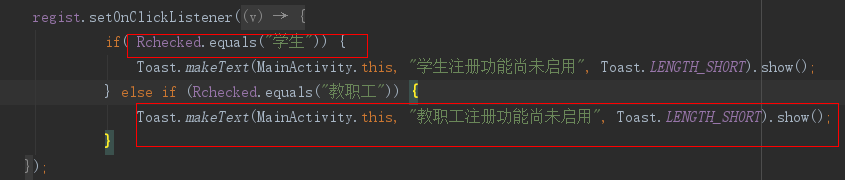 regist.setOnClickListener((v) → {
if( Rchecked.equals("学生")) {
Toast.makeText(MainActivity.this, "学生注册功能尚未启用", Toast.LENGTH_SHORT).show();
} else if (Rchecked.equals("教职工")) {
Toast.makeText(MainActivity.this, "教职工注册功能尚未启用", Toast.LENGTH_SHORT).show();
}
});